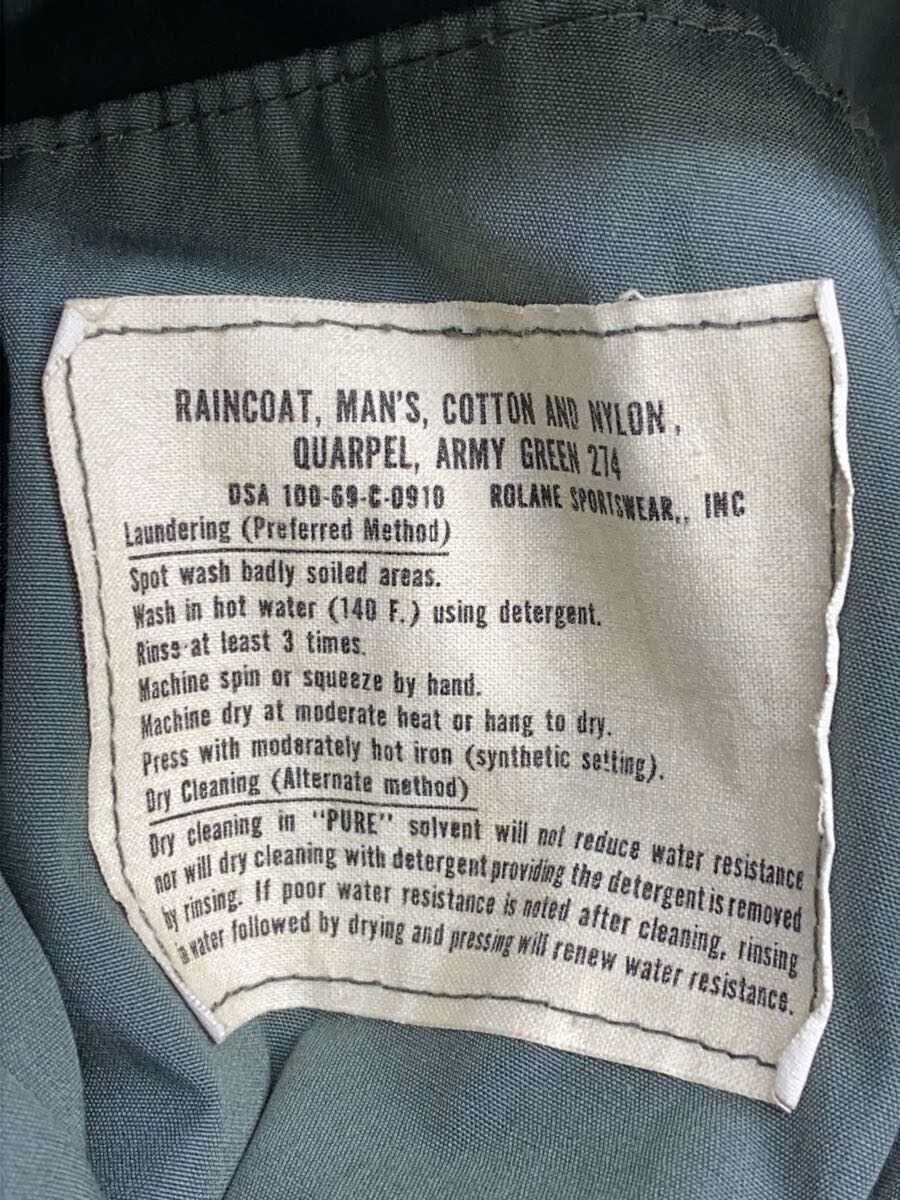 RAINCOAT, MAN'S, COTTON AND NYLON,
QUARPEL, ARMY GREEN 274
DSA 100-69-C-0910 ROLANE SPORTSWEAR,, INC
Laundering (Preferred Method)
Spot wash badly soiled areas.
Wash in hot water (140 F.) using detergent.
Rinse at least 3 times.
Machine spin or squeeze by hand.
Machine dry at moderate heat or hang to dry.
Press with moderately hot iron (synthetic setting).
Dry Cleaning (Alternate method)
Dry cleaning in "PURE" solvent will not reduce water resistance
nor will dry cleaning with detergent providing the detergent is removed
by rinsing. If poor water resistance is noted after cleaning, rinsing
in water followed by drying and pressing will renew water resistance.